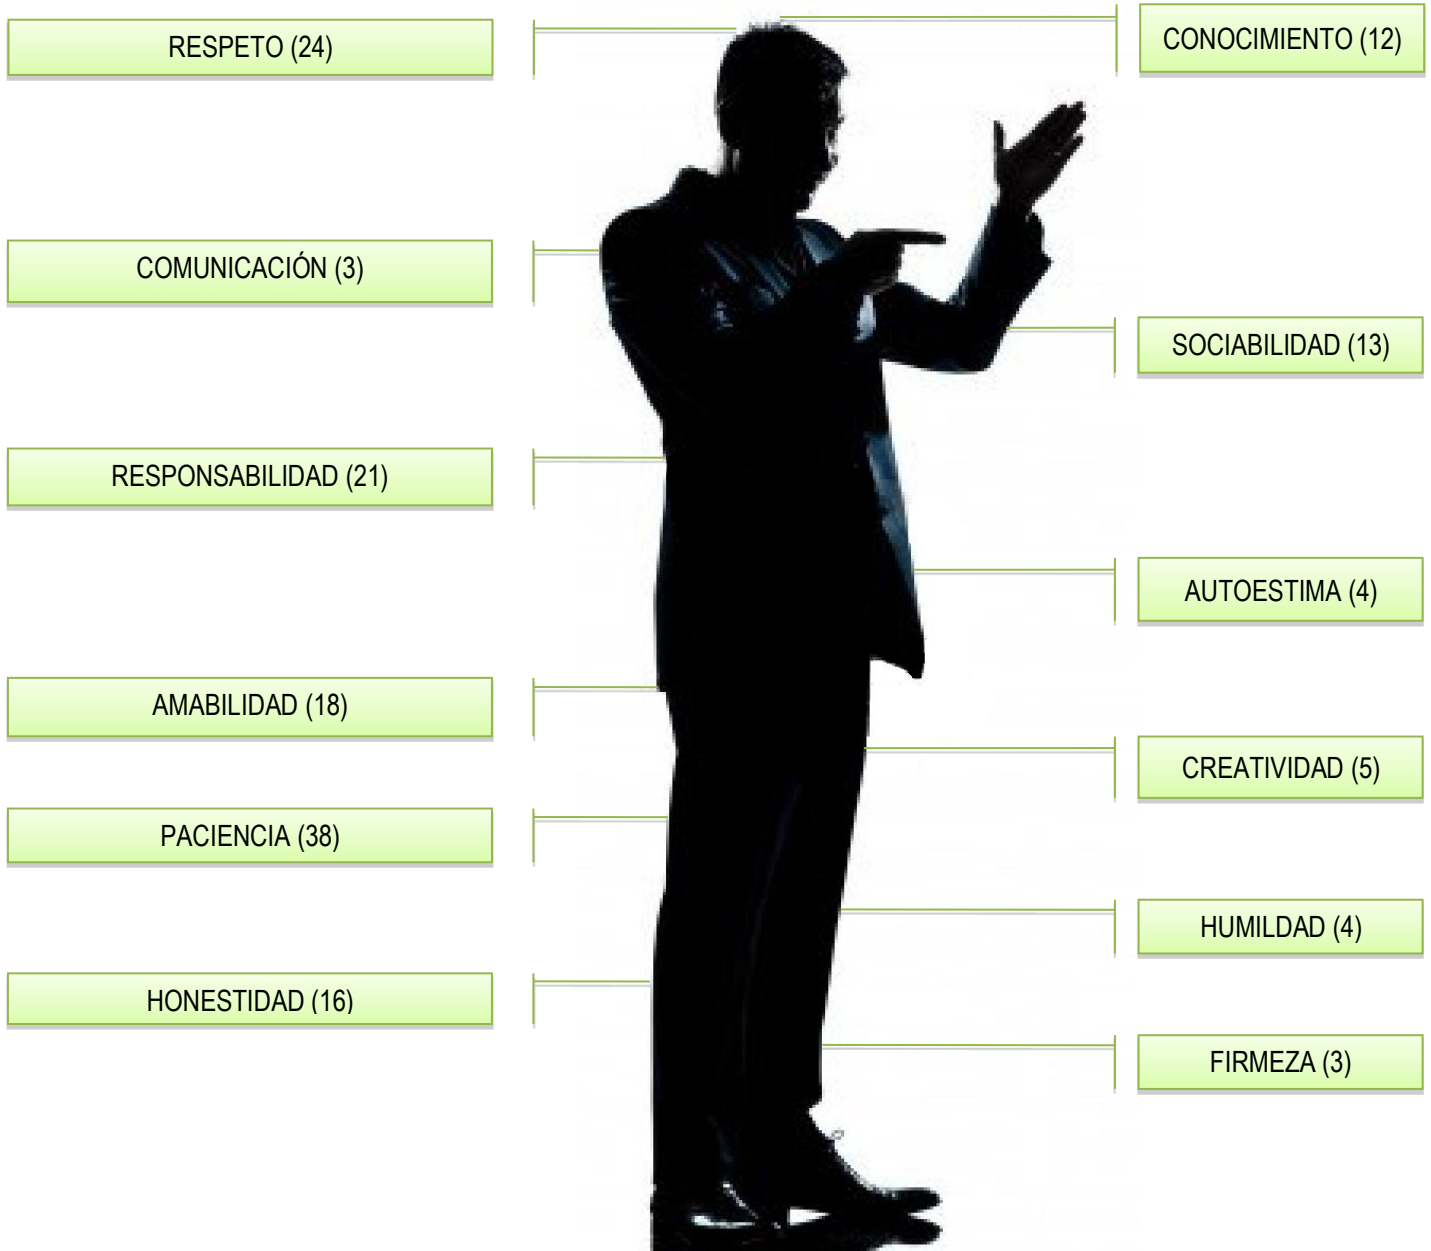 RESPETO (24)
CONOCIMIENTO (12)
COMUNICACIÓN (3)
SOCIABILIDAD (13)
RESPONSABILIDAD (21)
AUTOESTIMA (4)
AMABILIDAD (18)
CREATIVIDAD (5)
PACIENCIA (38)
HUMILDAD (4)
HONESTIDAD (16)
FIRMEZA (3)